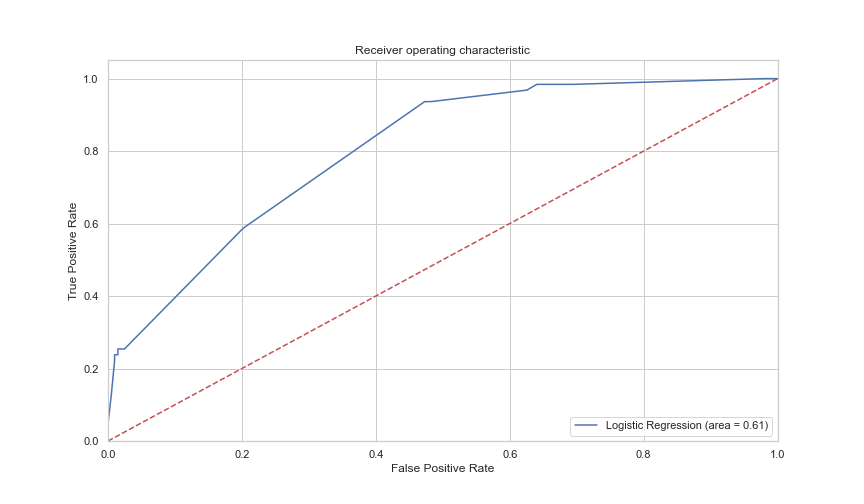 Receiver operating characteristic
True Positive Rate
1.0
0.8
0.6
0.4
0.2
0.0
0.0 0.2 0.4 0.6 0.8 1.0
False Positive Rate
Logistic Regression (area = 0.61)